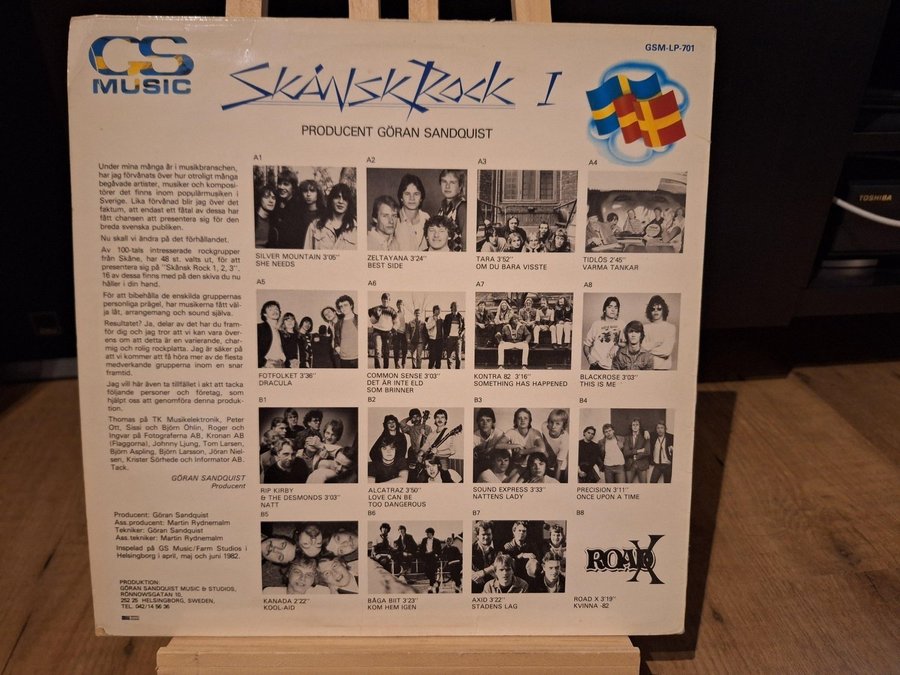 GS
MUSIC
SKÅNSK ROCK I
GSM-LP-701
PRODUCENT GÖRAN SANDQUIST
Under mina många år i musikbranschen,
har jag förvånats över hur otroligt många
begåvade artister, musiker och komposi-
törer det finns inom populärmusiken i
Sverige. Lika förvånad blir jag över det
faktum, att endast ett fåtal av dessa har
fått chansen att presentera sig för den
breda svenska publiken.
Nu skall vi ändra på det förhållandet.
Av 100-tals intresserade rockgrupper
från Skåne, har 48 st. valts ut, för att
presentera sig på "Skånsk Rock 1, 2, 3".
16 av dessa finns med på den skiva du nu
håller i din hand.
För att bibehålla de enskilda gruppernas
personliga prägel, har musikerna fått väl-
ja låt, arrangemang och sound själva.
Resultatet? Ja, delar av det har du fram-
för dig och jag tror att vi kan vara över-
ens om att detta är en varierande, char-
mig och rolig rockplatta. Jag är säker på
att vi kommer att få höra mer av de flesta
medverkande grupperna inom en snar
framtid.
Jag vill här även ta tillfället i akt att tacka
följande personer och företag, som
hjälpt oss att genomföra denna produk-
tion.
Thomas på TK Musikelektronik, Peter
Ott, Sissi och Björn Öhlin, Roger och
Ingvar på Fotograferna AB, Kronan AB
(Flaggorna), Johnny Ljung, Tom Larsen,
Björn Aspling, Björn Larsson, Jöran Niel-
sen, Krister Sörhede och Informator AB.
Tack.
GÖRAN SANDQUIST
Producent
Producer: Göran Sandquist
Ass.producent: Martin Rydnemalm
Tekniker: Göran Sandquist
Ass.tekniker: Martin Rydnemalm
Inspelad på GS Music/Farm Studios i
Helsingborg i april, maj och juni 1982.
PRODUKTION:
GÖRAN SANDQUIST MUSIC & STUDIOS,
RÖNNOWSGATAN 10,
252 25 HELSINGBORG, SWEDEN,
TEL. 042/14 56 36
A1
SILVER MOUNTAIN 3'05"
SHE NEEDS
A2
ZELTAYANA 3'24"
BEST SIDE
A3
TARA 3'52"
OM DU BARA VISSTE
A4
TIDLÖS 2'45"
VARMA TANKAR
A5
FOTFOLKET 3'36"
DRACULA
A6
COMMON SENSE 3'03"
DET ÄR INTE ELD
SOM BRINNER
A7
KONTRA 82 3'16"
SOMETHING HAS HAPPENED
A8
BLACKROSE 3'03"
THIS IS ME
B1
RIP KIRBY
& THE DESMONDS 3'03"
NATT
B2
ALCATRAZ 3'50"
LOVE CAN BE
TOO DANGEROUS
B3
SOUND EXPRESS 3'33"
NATTENS LADY
B4
PRECISION 3'11"
ONCE UPON A TIME
B5
KANADA 2'22"
KOOL-AID
B6
BÅGA BIIT 3'23"
KOM HEM IGEN
B7
AXID 3'22"
STADENS LAG
B8
ROAD X
ROAD X 3'19"
KVINNA -82
TOSHIBA